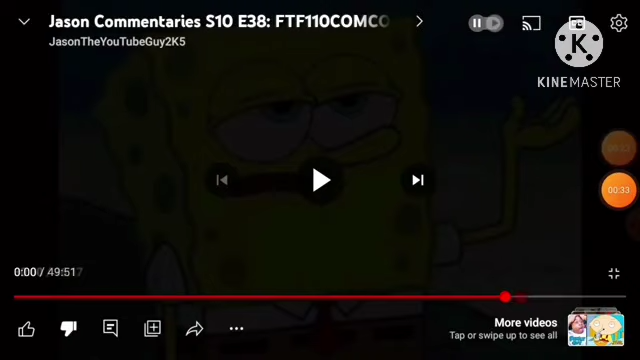 Jason Commentaries S10 E38: FTF110COMCO
JasonTheYouTubeGuy2K5
K
KINEMASTER
00:33
0:00 / 49:51
More videos
Tap or swipe up to see all